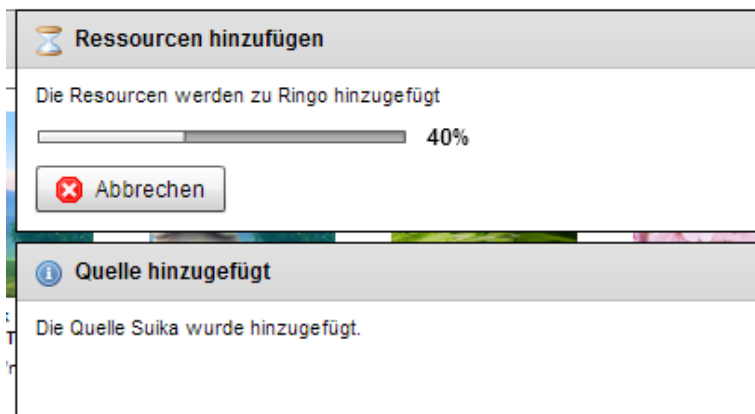 Ressourcen hinzufügen
Die Resourcen werden zu Ringo hinzugefügt
40%
Abbrechen
Quelle hinzugefügt
Die Quelle Suika wurde hinzugefügt.